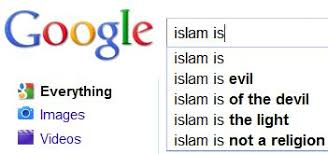 Google
islam is
islam is
islam is evil
islam is of the devil
islam is the light
islam is not a religion
Everything
Images
Videos